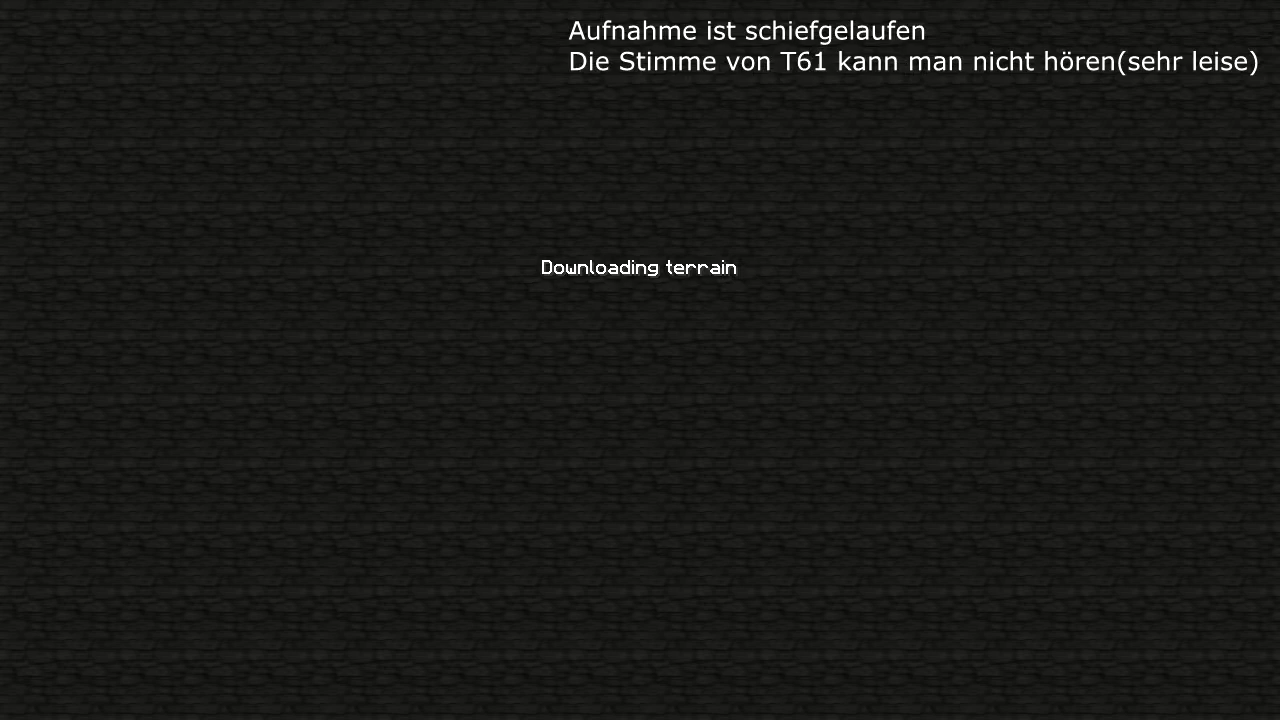 Aufnahme ist schiefgelaufen
Die Stimme von T61 kann man nicht hören(sehr leise)
Downloading terrain